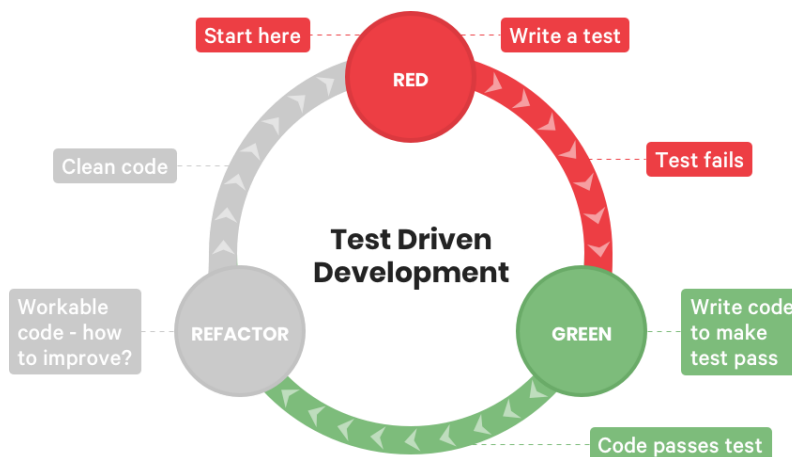 Start here
Write a test
RED
Clean code
Test fails
Test Driven
Development
Workable
code - how
to improve?
REFACTOR
GREEN
Write code
to make
test pass
Code passes test